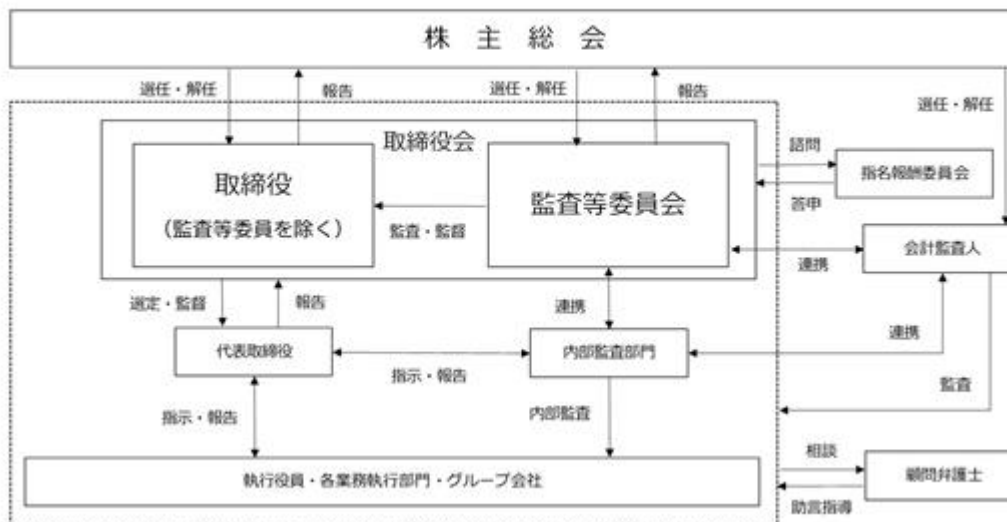 株主総会
選任・解任
報告
選任・解任
報告
選任・解任
取締役会
取締役
（監査等委員を除く）
監査・監督
監査等委員会
諮問
指名報酬委員会
答申
会計監査人
連携
選定・監督
報告
連携
代表取締役
指示・報告
内部監査部門
連携
監査
指示・報告
内部監査
執行役員・各業務執行部門・グループ会社
相談
顧問弁護士
助言指導